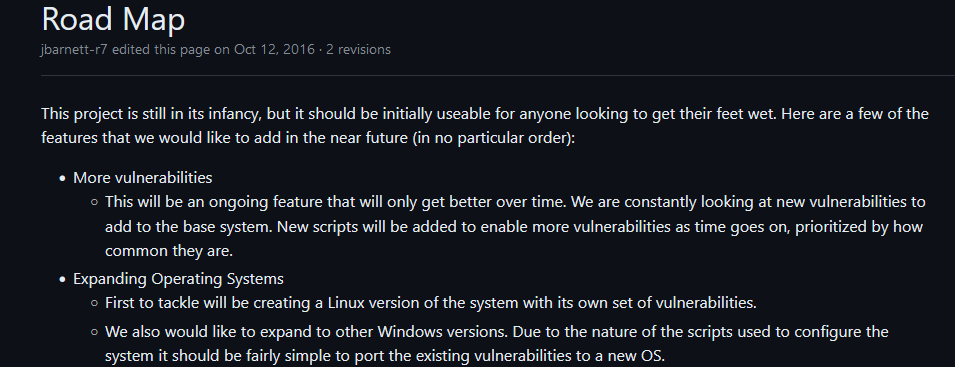 Road Map
jbarnett-r7 edited this page on Oct 12, 2016 · 2 revisions
This project is still in its infancy, but it should be initially useable for anyone looking to get their feet wet. Here are a few of the
features that we would like to add in the near future (in no particular order):
• More vulnerabilities
○ This will be an ongoing feature that will only get better over time. We are constantly looking at new vulnerabilities to
add to the base system. New scripts will be added to enable more vulnerabilities as time goes on, prioritized by how
common they are.
• Expanding Operating Systems
○ First to tackle will be creating a Linux version of the system with its own set of vulnerabilities.
○ We also would like to expand to other Windows versions. Due to the nature of the scripts used to configure the
system it should be fairly simple to port the existing vulnerabilities to a new OS.